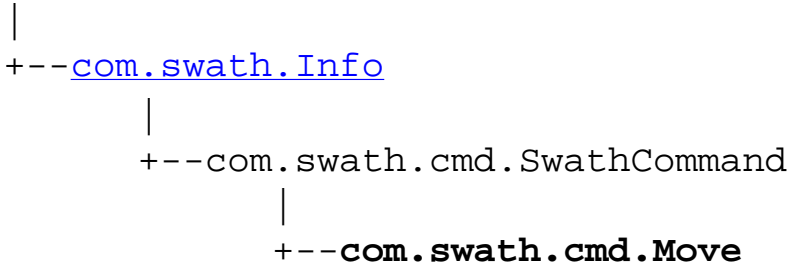 |
+--com.swath.Info
|
+--com.swath.cmd.SwathCommand
|
+--com.swath.cmd.Move